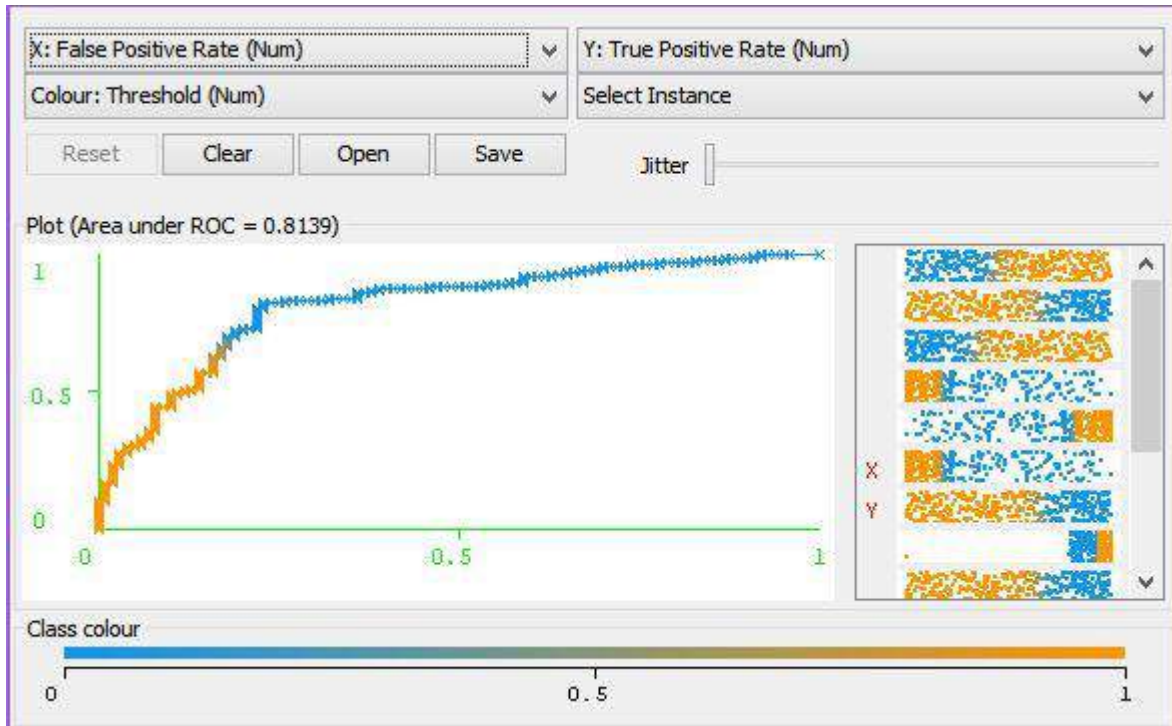 X: False Positive Rate (Num)
Y: True Positive Rate (Num)
Colour: Threshold (Num)
Select Instance
Reset
Clear
Open
Save
Jitter
Plot (Area under ROC = 0.8139)
1
0.5
0
0
0.5
1
X
Y
Class colour
0
0.5
1